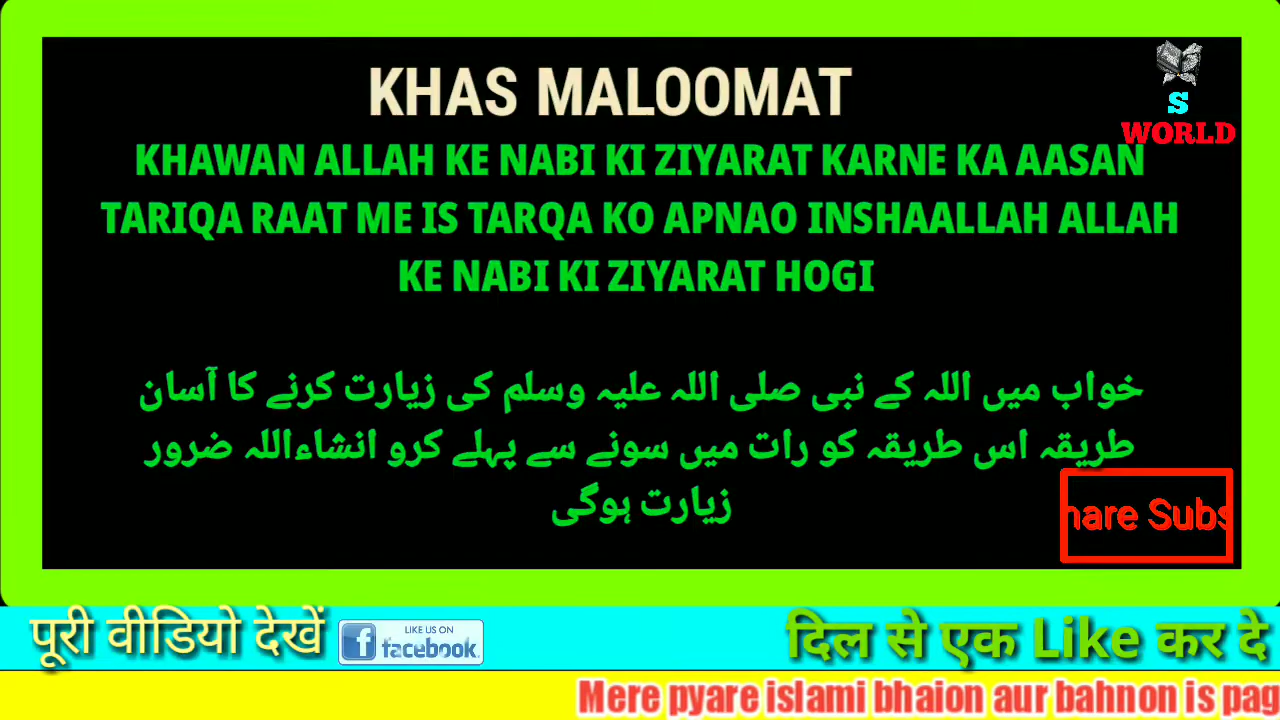 KHAS MALOOMAT
S
WORLD
KHAWAN ALLAH KE NABI KI ZIYARAT KARNE KA AASAN
TARIQA RAAT ME IS TARQA KO APNAO INSHAALLAH ALLAH
KE NABI KI ZIYARAT HOGI
خواب میں اللہ کے نبی صلی اللہ علیہ وسلم کی زیارت کرنے کا آسان
طریقہ اس طریقہ کو رات میں سونے سے پہلے کرو انشاءاللہ ضرور
زیارت ہوگی
hare Subs
पूरी वीडियो देखें
LIKE US ON
facebook.
दिल से एक Like कर दे
Mere pyare islami bhaion aur bahnon is pag